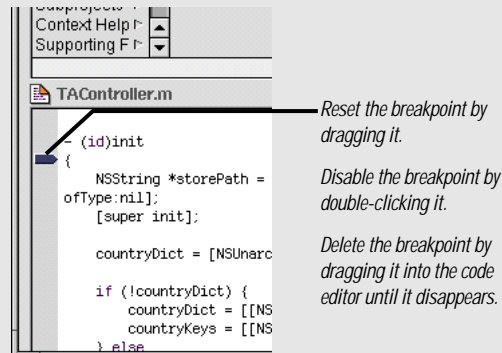 Subprojects
Context Help
Supporting F
TAController.m
- (id)init
{
NSString *storePath =
ofType:nil];
[super init];
countryDict = [NSUnarc
if (!countryDict) {
countryDict = [[NS
countryKeys = [[NS
} else
Reset the breakpoint by
dragging it.
Disable the breakpoint by
double-clicking it.
Delete the breakpoint by
dragging it into the code
editor until it disappears.